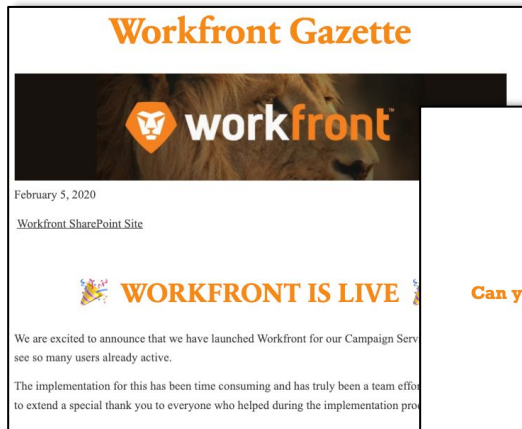 Workfront Gazette
workfront
February 5, 2020
Workfront SharePoint Site
WORKFRONT IS LIVE
We are excited to announce that we have launched Workfront for our Campaign
see so many users already active.
The implementation for this has been time consuming and has truly been a team
to extend a special thank you to everyone who helped during the implementation
Can